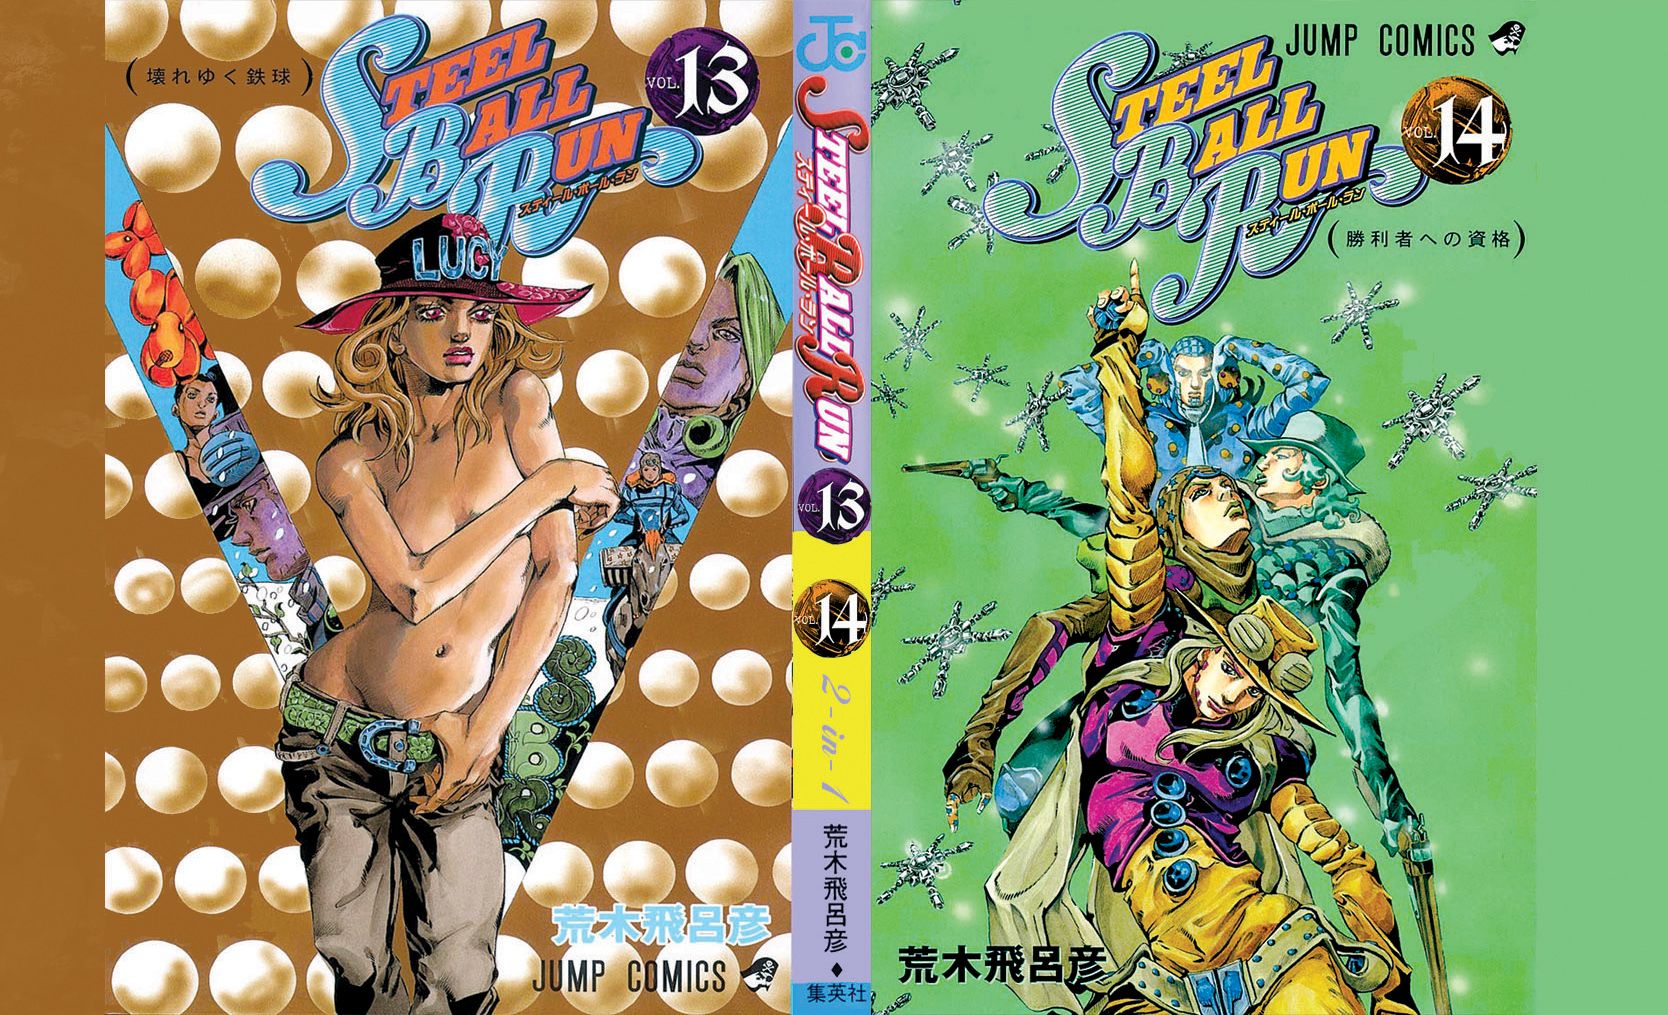 (壊れゆく鉄球)
STEEL
BALL
RUN
スティール・ボール・ラン
VOL.13
LUCY
荒木飛呂彦
JUMP COMICS
JC
STEEL BALL RUN
スティール・ボール・ラン
VOL.13
VOL.14
2-in-1
荒木飛呂彦◆
集英社
JUMP COMICS
STEEL
BALL
RUN
スティール・ボール・ラン
VOL.14
(勝利者への資格)
荒木飛呂彦